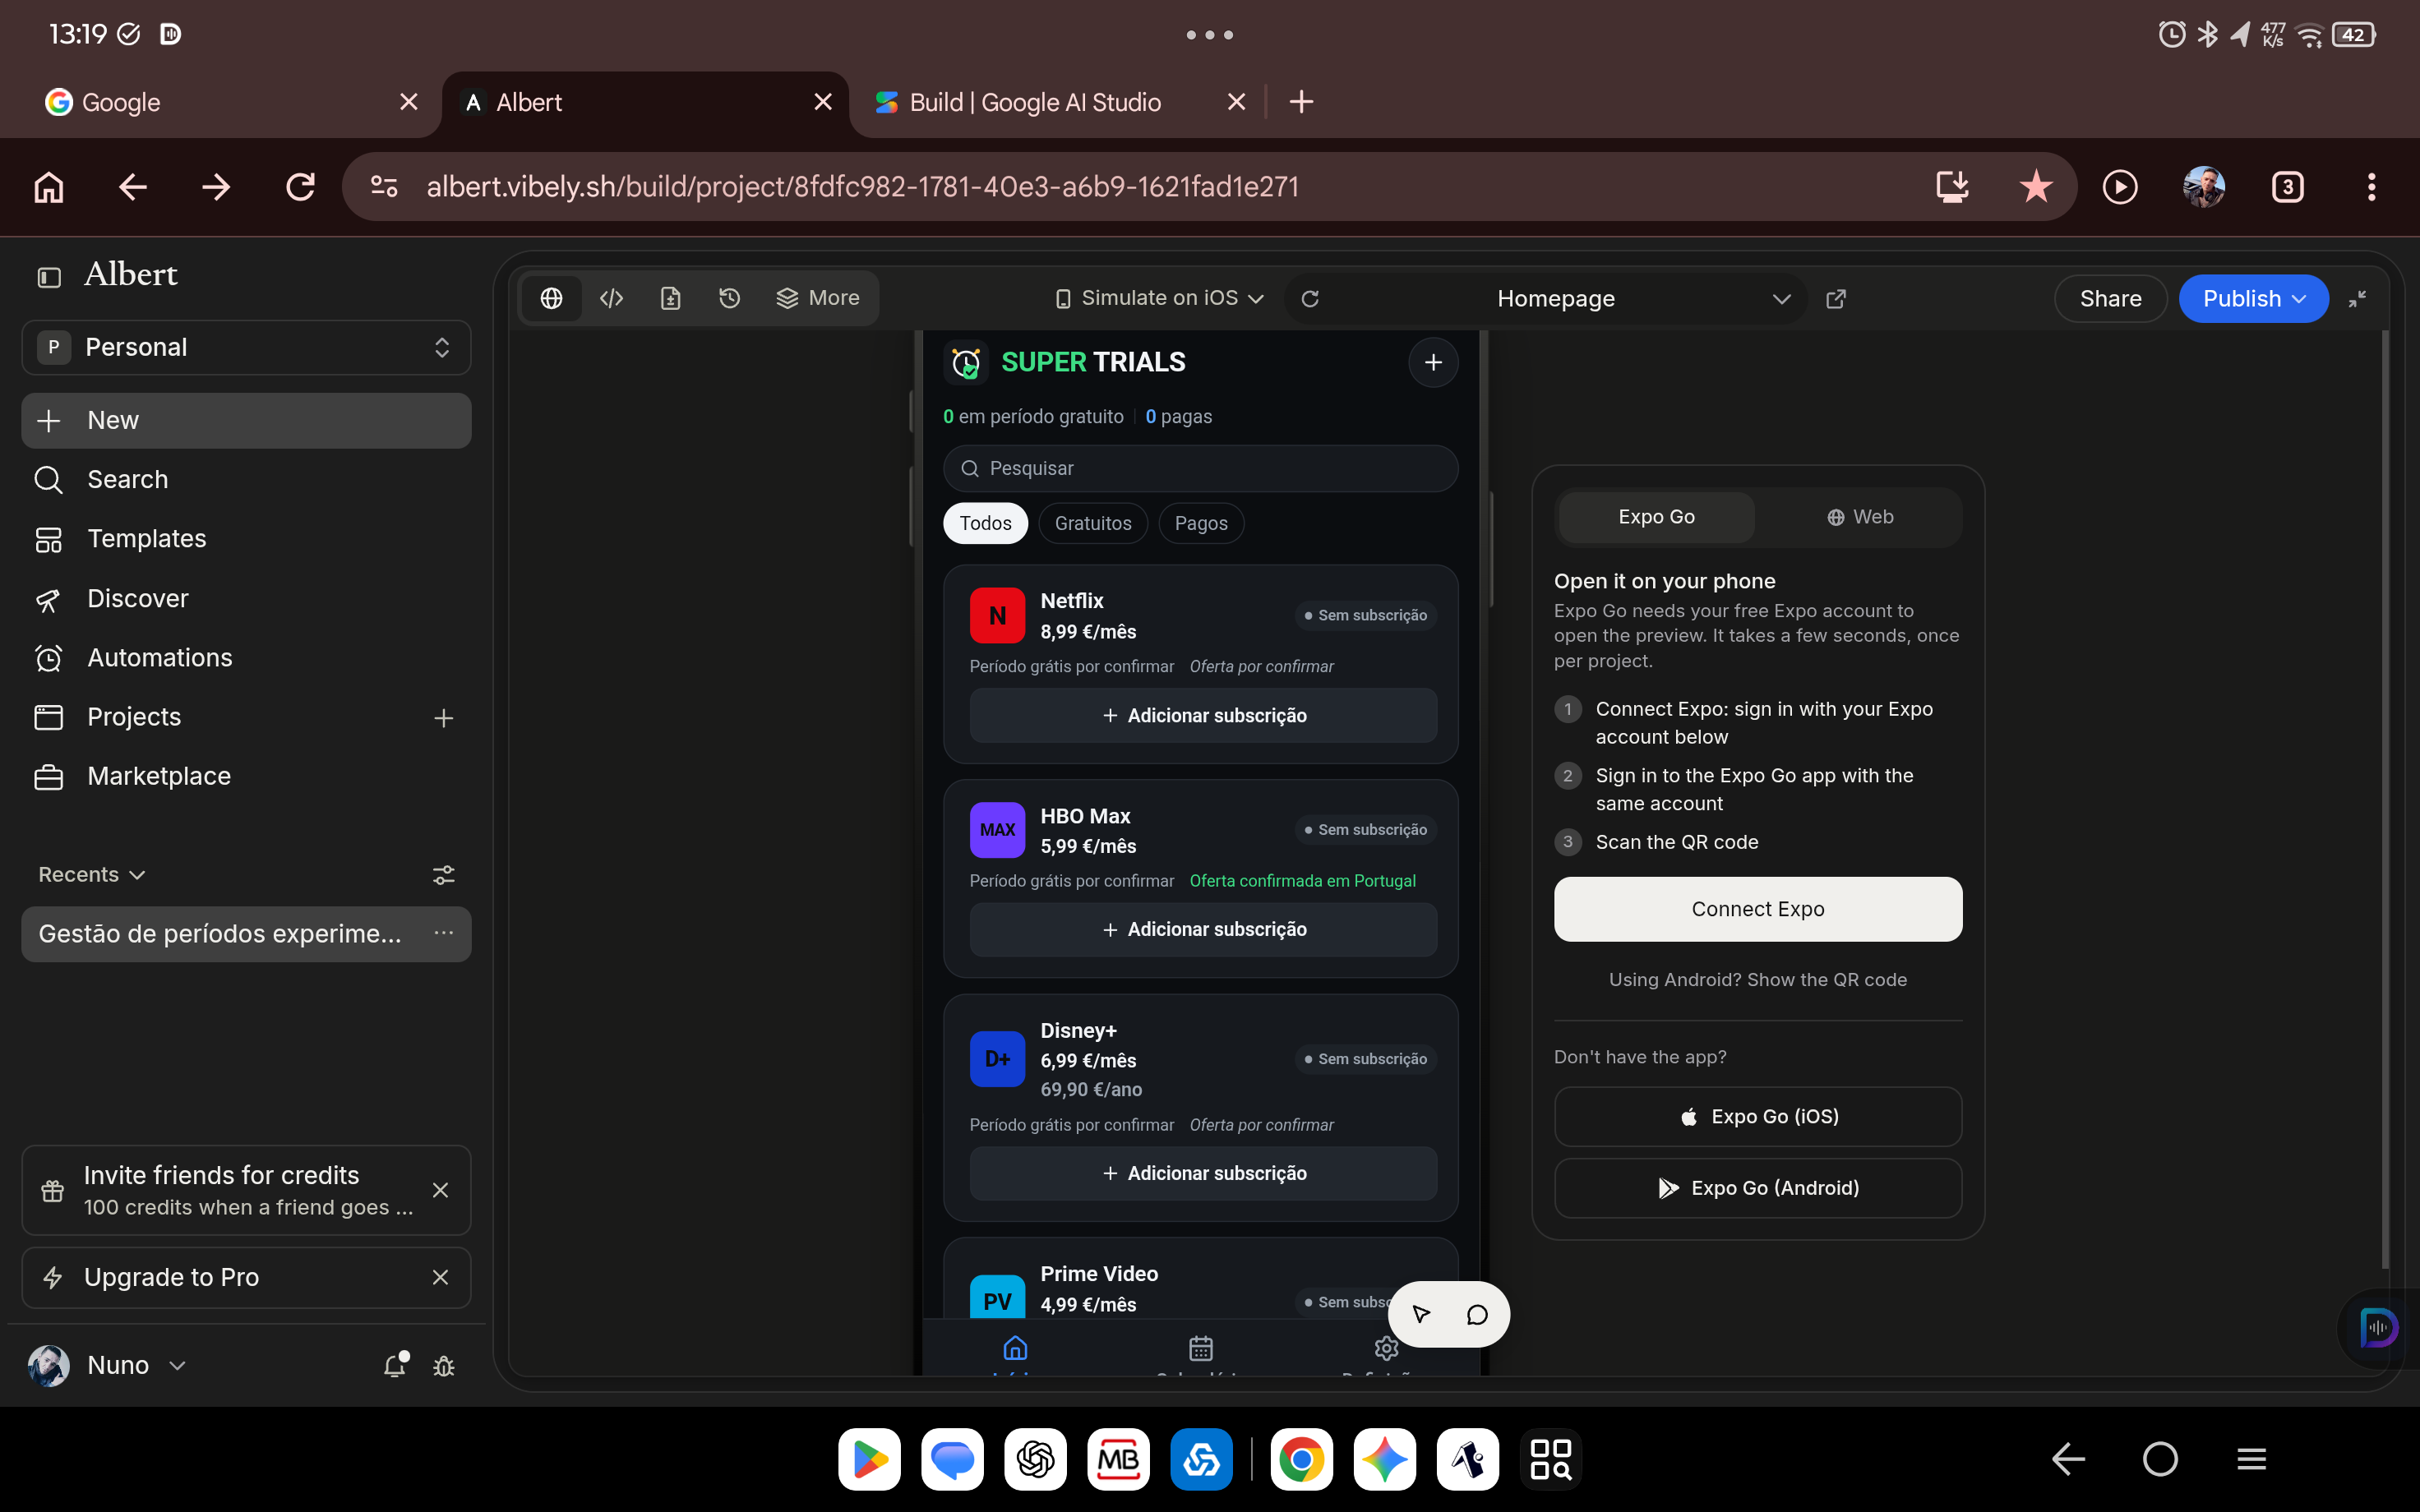 13:19
477
K/s
42
Google
Albert
Build | Google AI Studio
albert.vibely.sh/build/project/8fdfc982-1781-40e3-a6b9-1621fad1e271
3
Albert
P Personal
New
Search
Templates
Discover
Automations
Projects
Marketplace
Recents
Gestão de períodos experime...
Invite friends for credits
100 credits when a friend goes ...
Upgrade to Pro
Nuno
More
Simulate on iOS
Homepage
Share
Publish
SUPER TRIALS
0 em período gratuito
0 pagas
Pesquisar
Todos
Gratuitos
Pagos
N
Netflix
8,99 €/mês
Sem subscrição
Período grátis por confirmar
Oferta por confirmar
+ Adicionar subscrição
MAX
HBO Max
5,99 €/mês
Sem subscrição
Período grátis por confirmar
Oferta confirmada em Portugal
+ Adicionar subscrição
D+
Disney+
6,99 €/mês
69,90 €/ano
Sem subscrição
Período grátis por confirmar
Oferta por confirmar
+ Adicionar subscrição
PV
Prime Video
4,99 €/mês
Expo Go
Web
Open it on your phone
Expo Go needs your free Expo account to
open the preview. It takes a few seconds, once
per project.
1 Connect Expo: sign in with your Expo
account below
2 Sign in to the Expo Go app with the
same account
3 Scan the QR code
Connect Expo
Using Android? Show the QR code
Don't have the app?
Expo Go (iOS)
Expo Go (Android)
MB